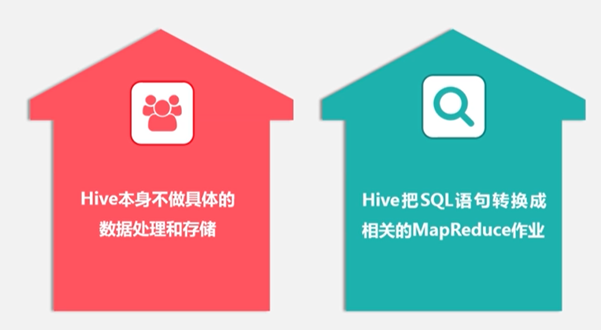 Hive本身不做具体的
数据处理和存储
Hive把SQL语句转换成
相关的MapReduce作业